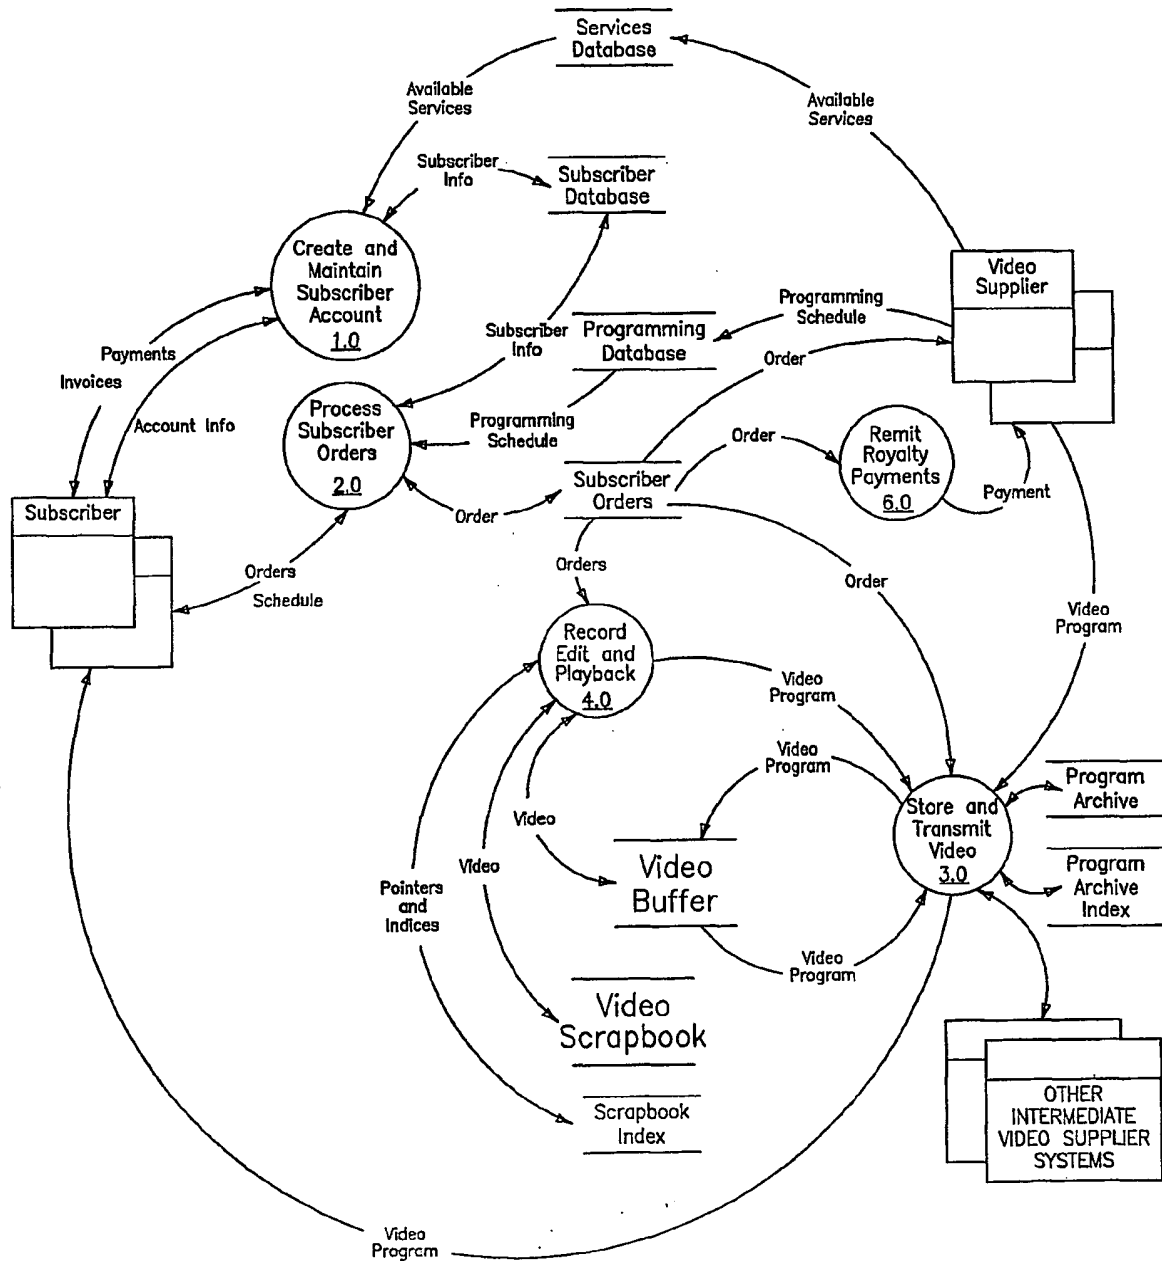 Services
Database
Available
Services
Available
Services
Subscriber
Info
Subscriber
Database
Create and
Maintain
Subscriber
Account
1.0
Video
Supplier
Programming
Schedule
Subscriber
Info
Programming
Database
Order
Payments
Invoices
Account Info
Process
Subscriber
Orders
2.0
Programming
Schedule
Order
Remit
Royalty
Payments
6.0
Subscriber
Orders
Payment
Order
Subscriber
Orders
Schedule
Orders
Order
Video
Program
Record
Edit and
Playback
4.0
Video
Program
Video
Program
Program
Archive
Store and
Transmit
Video
3.0
Video
Video
Pointers
and
Indices
Video
Buffer
Program
Archive
Index
Video
Program
Video
Scrapbook
Scrapbook
Index
OTHER
INTERMEDIATE
VIDEO SUPPLIER
SYSTEMS
Video
Program